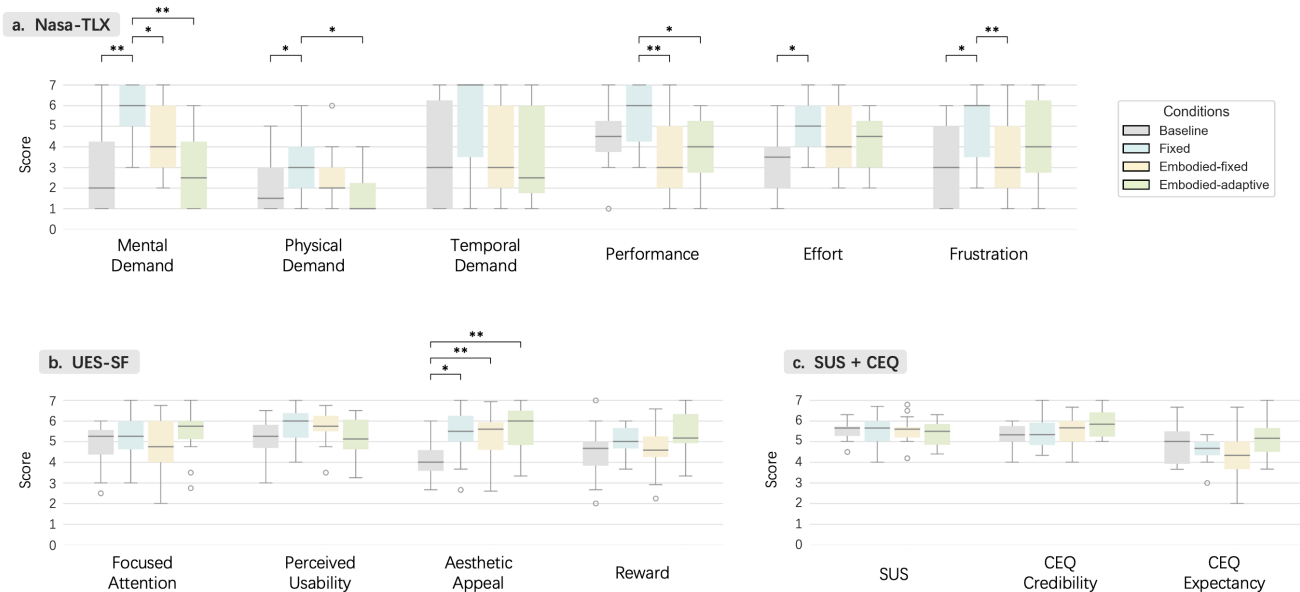 a. Nasa-TLX
** * **
* *
* **
*
* **
Score
7
6
5
4
3
2
1
0
Mental
Demand
Physical
Demand
Temporal
Demand
Performance
Effort
Frustration
Conditions
Baseline
Fixed
Embodied-fixed
Embodied-adaptive
b. UES-SF
**
**
*
Score
7
6
5
4
3
2
1
0
Focused
Attention
Perceived
Usability
Aesthetic
Appeal
Reward
c. SUS + CEQ
Score
7
6
5
4
3
2
1
0
SUS
CEQ
Credibility
CEQ
Expectancy